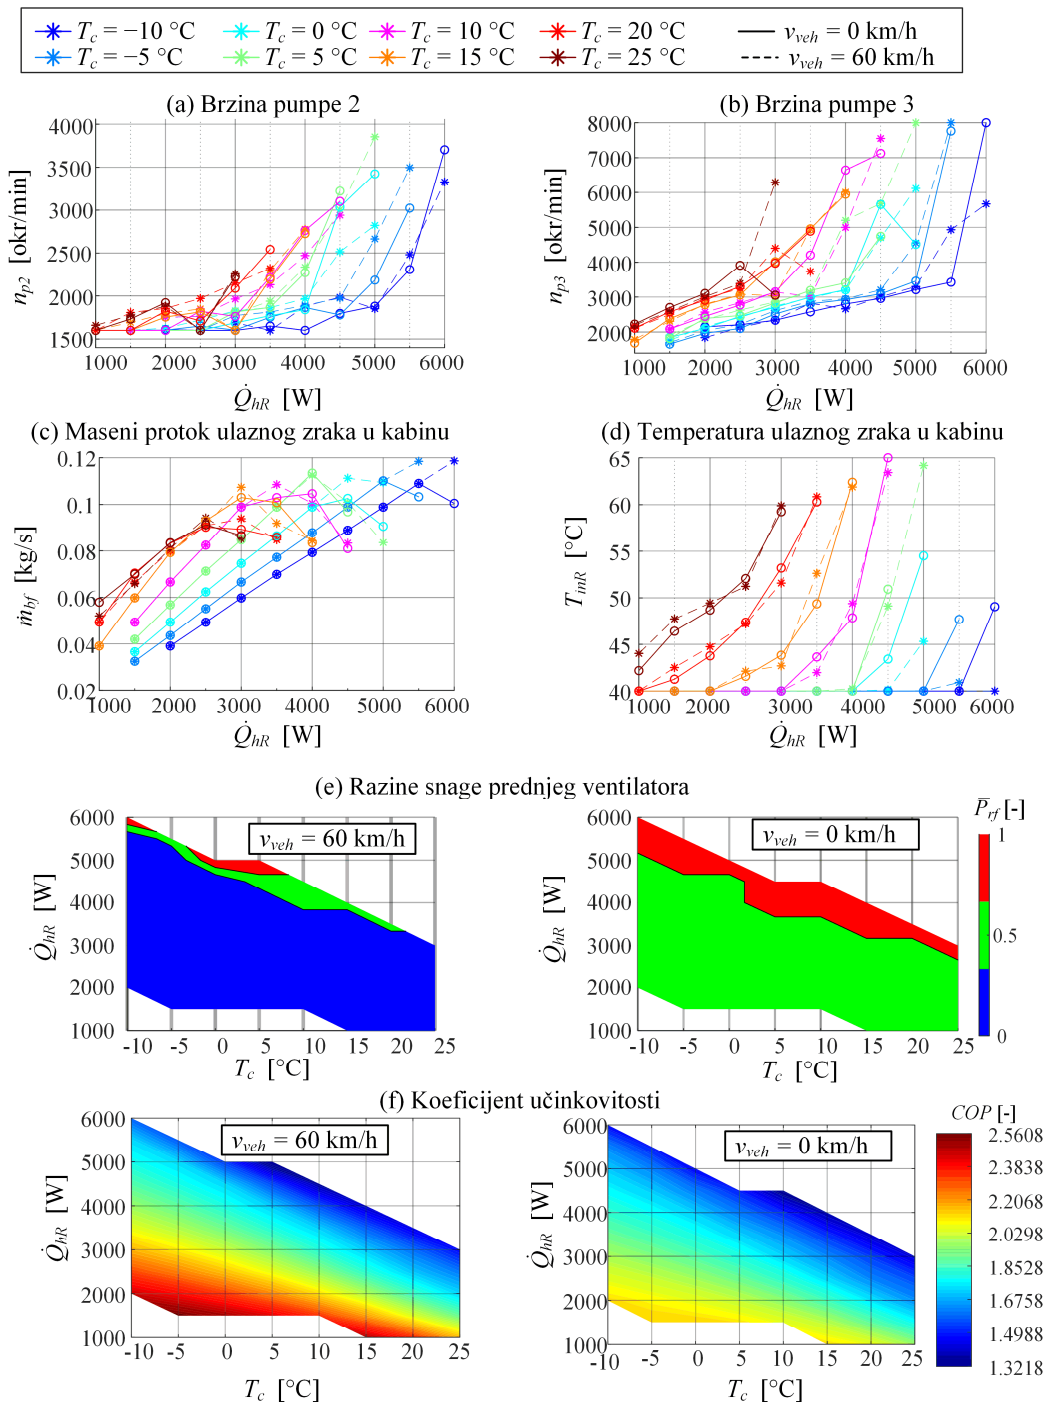 T_c = −10 °C T_c = 0 °C T_c = 10 °C T_c = 20 °C v_veh = 0 km/h
T_c = −5 °C T_c = 5 °C T_c = 15 °C T_c = 25 °C v_veh = 60 km/h
(a) Brzina pumpe 2
n_p2 [okr/min]
4000
3500
3000
2500
2000
1500
1000 2000 3000 4000 5000 6000
Q̇_hR [W]
(b) Brzina pumpe 3
n_p3 [okr/min]
8000
7000
6000
5000
4000
3000
2000
1000 2000 3000 4000 5000 6000
Q̇_hR [W]
(c) Maseni protok ulaznog zraka u kabinu
ṁ_bf [kg/s]
0.12
0.1
0.08
0.06
0.04
0.02
1000 2000 3000 4000 5000 6000
Q̇_hR [W]
(d) Temperatura ulaznog zraka u kabinu
T_inR [°C]
65
60
55
50
45
40
1000 2000 3000 4000 5000 6000
Q̇_hR [W]
(e) Razine snage prednjeg ventilatora
v_veh = 60 km/h
Q̇_hR [W]
6000
5000
4000
3000
2000
1000
-10 -5 0 5 10 15 20 25
T_c [°C]
v_veh = 0 km/h
Q̇_hR [W]
6000
5000
4000
3000
2000
1000
-10 -5 0 5 10 15 20 25
T_c [°C]
P̅_rf [-]
1
0.5
0
(f) Koeficijent učinkovitosti
v_veh = 60 km/h
Q̇_hR [W]
6000
5000
4000
3000
2000
1000
-10 -5 0 5 10 15 20 25
T_c [°C]
v_veh = 0 km/h
Q̇_hR [W]
6000
5000
4000
3000
2000
1000
-10 -5 0 5 10 15 20 25
T_c [°C]
COP [-]
2.5608
2.3838
2.2068
2.0298
1.8528
1.6758
1.4988
1.3218